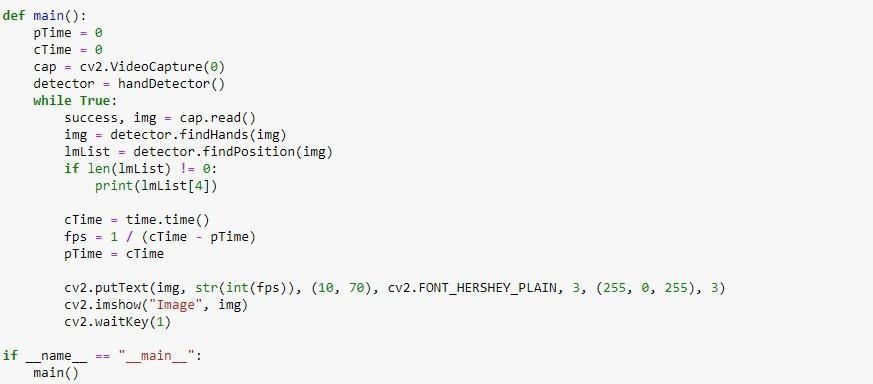 def main():
    pTime = 0
    cTime = 0
    cap = cv2.VideoCapture(0)
    detector = handDetector()
    while True:
        success, img = cap.read()
        img = detector.findHands(img)
        lmList = detector.findPosition(img)
        if len(lmList) != 0:
            print(lmList[4])

        cTime = time.time()
        fps = 1 / (cTime - pTime)
        pTime = cTime

        cv2.putText(img, str(int(fps)), (10, 70), cv2.FONT_HERSHEY_PLAIN, 3, (255, 0, 255), 3)
        cv2.imshow("Image", img)
        cv2.waitKey(1)

if __name__ == "__main__":
    main()